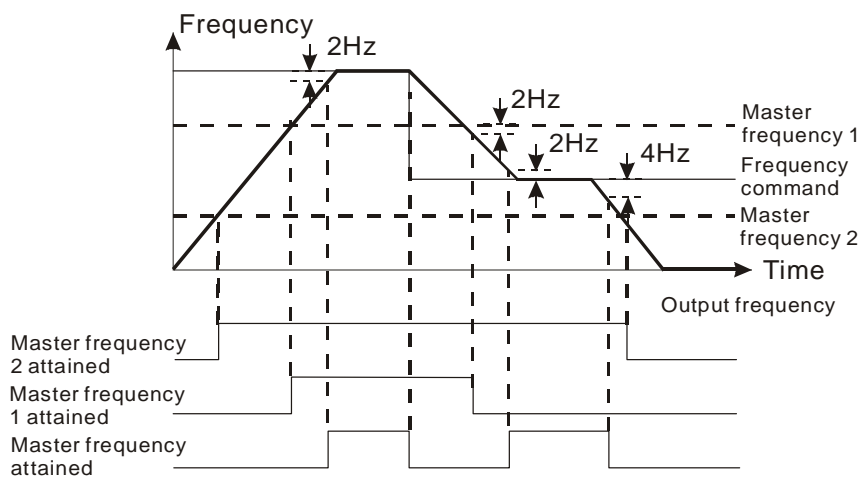 Frequency
2Hz
2Hz
2Hz
4Hz
Master
frequency 1
Frequency
command
Master
frequency 2
Time
Output frequency
Master frequency
2 attained
Master frequency
1 attained
Master frequency
attained